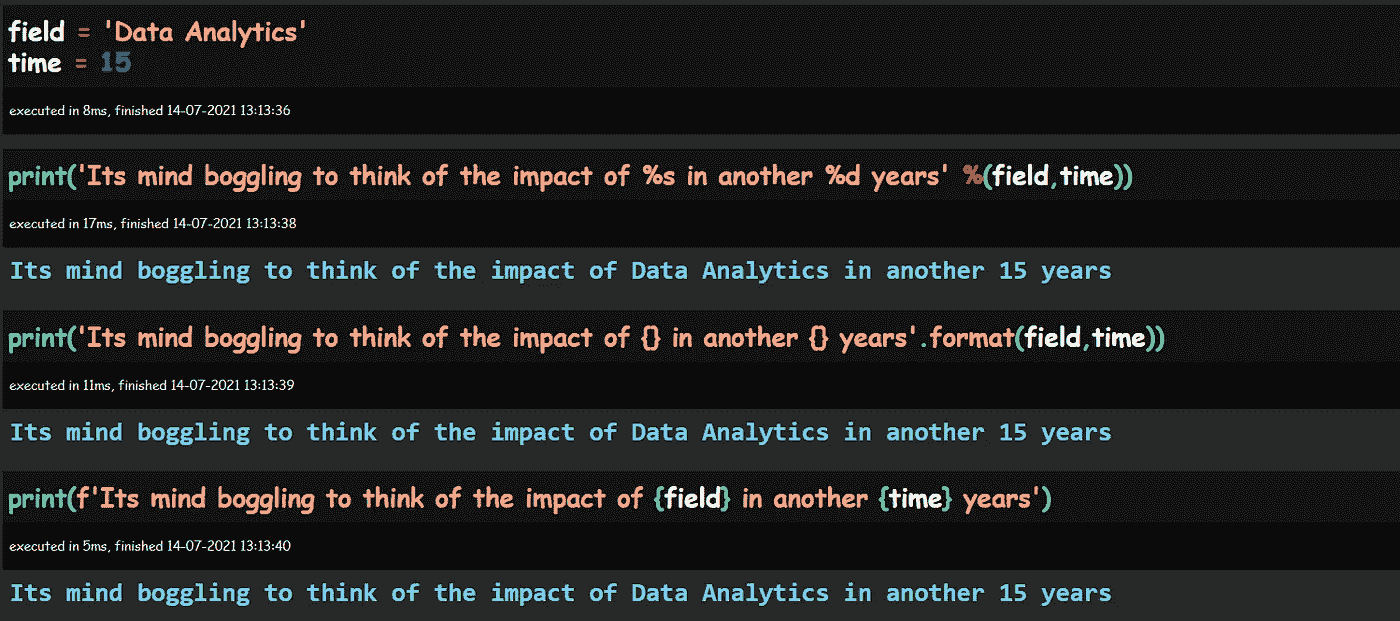 field = 'Data Analytics'
time = 15
executed in 8ms, finished 14-07-2021 13:13:36
print('Its mind boggling to think of the impact of %s in another %d years' %(field,time))
executed in 17ms, finished 14-07-2021 13:13:38
Its mind boggling to think of the impact of Data Analytics in another 15 years
print('Its mind boggling to think of the impact of {} in another {} years'.format(field,time))
executed in 11ms, finished 14-07-2021 13:13:39
Its mind boggling to think of the impact of Data Analytics in another 15 years
print(f'Its mind boggling to think of the impact of {field} in another {time} years')
executed in 5ms, finished 14-07-2021 13:13:40
Its mind boggling to think of the impact of Data Analytics in another 15 years